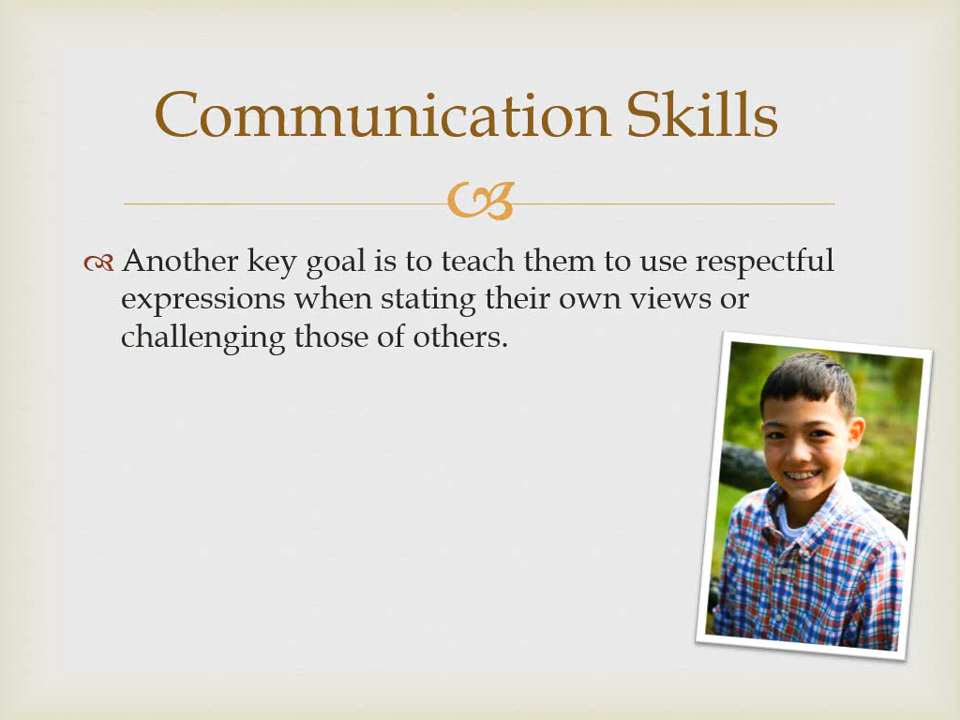 Communication Skills
Another key goal is to teach them to use respectful
expressions when stating their own views or
challenging those of others.